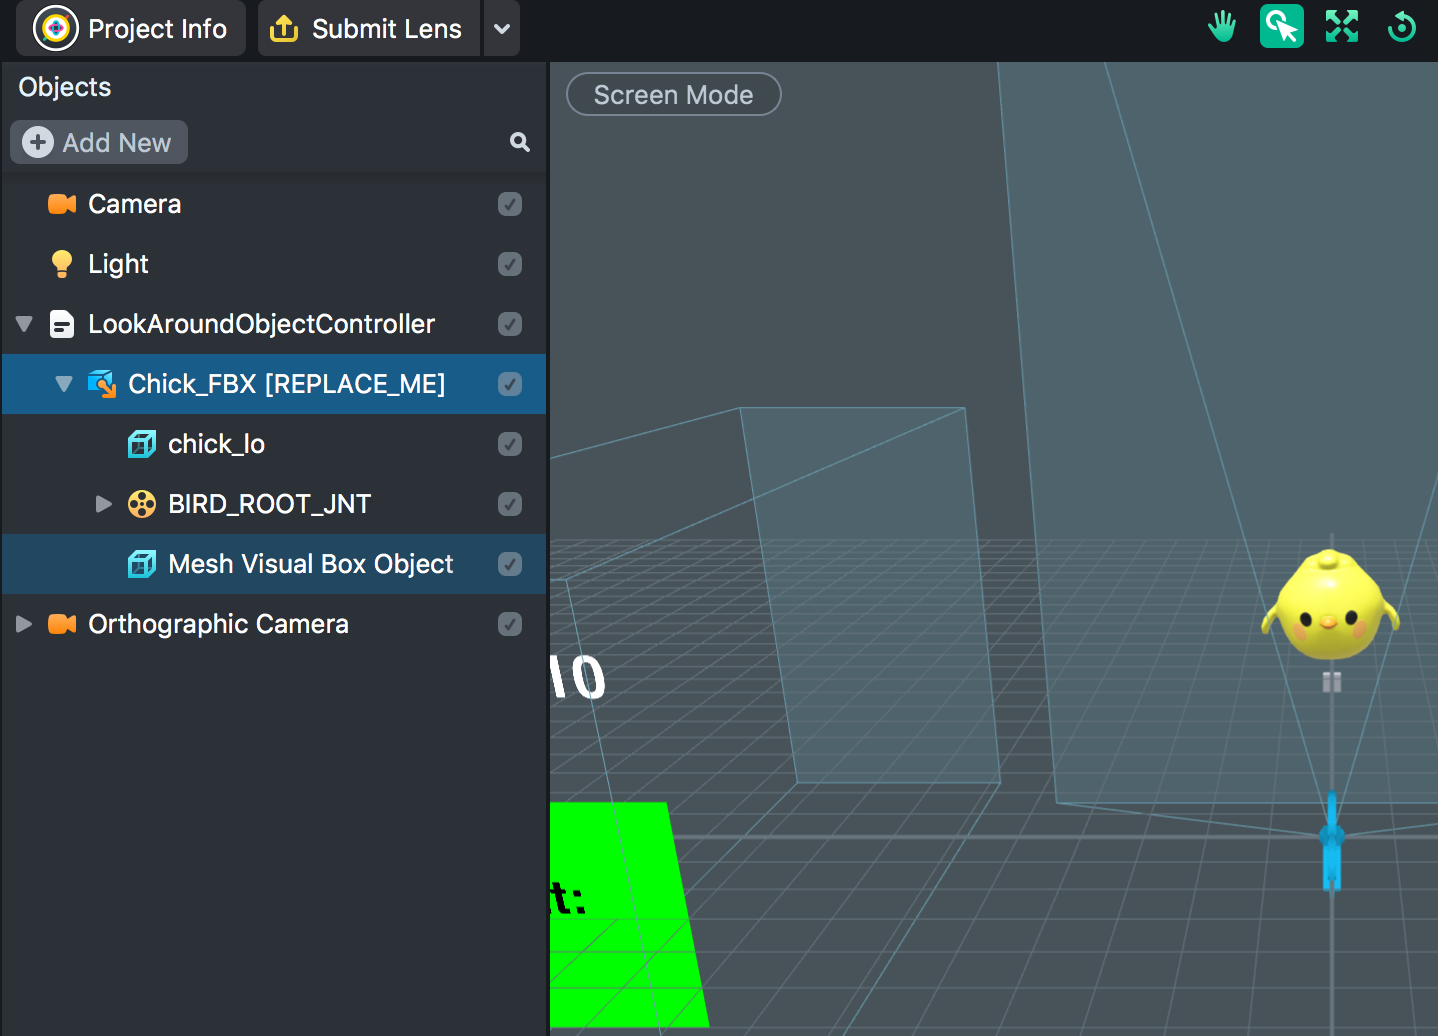 Project Info
Submit Lens
Objects
Screen Mode
Add New
Camera
Light
LookAroundObjectController
Chick_FBX [REPLACE_ME]
chick_lo
BIRD_ROOT_JNT
Mesh Visual Box Object
Orthographic Camera
10
t: